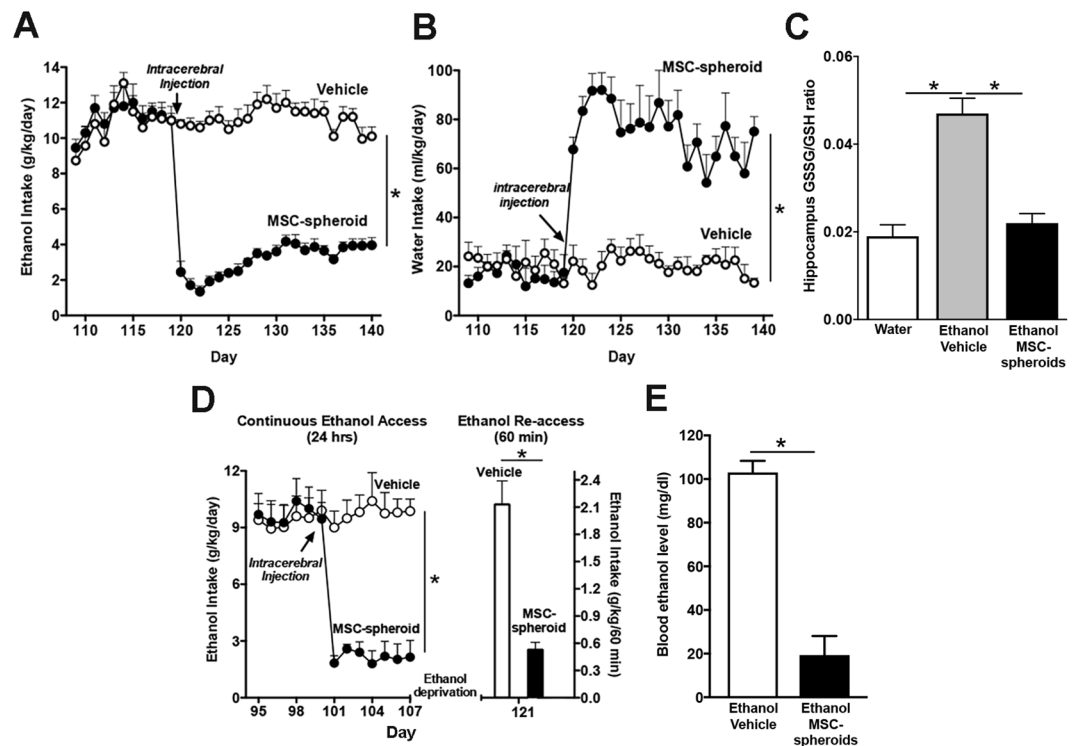 A
Ethanol Intake (g/kg/day)
14
12
10
8
6
4
2
0
Intracerebral
Injection
Vehicle
MSC-spheroid
*
110 115 120 125 130 135 140
Day
B
Water Intake (ml/kg/day)
100
80
60
40
20
0
MSC-spheroid
intracerebral
injection
Vehicle
*
110 115 120 125 130 135 140
Day
C
Hippocampus GSSG/GSH ratio
0.06
0.04
0.02
0.00
* *
Water
Ethanol
Vehicle
Ethanol
MSC-
spheroids
D
Continuous Ethanol Access
(24 hrs)
Ethanol Intake (g/kg/day)
12
9
6
3
0
Vehicle
Intracerebral
Injection
MSC-spheroid
*
95 98 101 104 107
Day
Ethanol
deprivation
Ethanol Re-access
(60 min)
*
Vehicle
MSC-
spheroid
121
2.4
2.1
1.8
1.5
1.2
0.9
0.6
0.3
0.0
Ethanol Intake (g/kg/60 min)
E
Blood ethanol level (mg/dl)
120
100
80
60
40
20
0
*
Ethanol
Vehicle
Ethanol
MSC-
spheroids